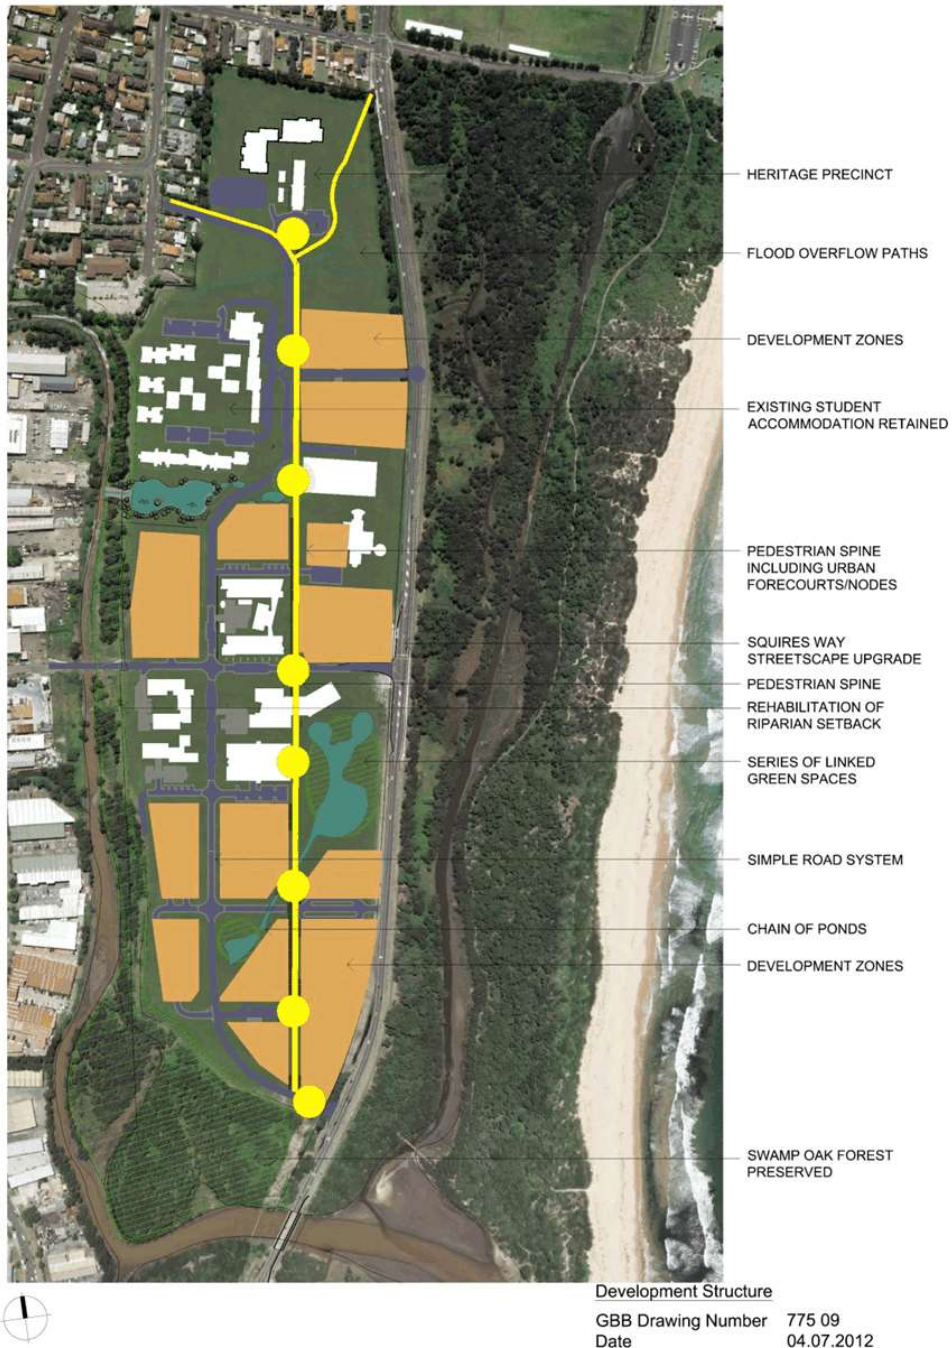 HERITAGE PRECINCT
FLOOD OVERFLOW PATHS
DEVELOPMENT ZONES
EXISTING STUDENT
ACCOMMODATION RETAINED
PEDESTRIAN SPINE
INCLUDING URBAN
FORECOURTS/NODES
SQUIRES WAY
STREETSCAPE UPGRADE
PEDESTRIAN SPINE
REHABILITATION OF
RIPARIAN SETBACK
SERIES OF LINKED
GREEN SPACES
SIMPLE ROAD SYSTEM
CHAIN OF PONDS
DEVELOPMENT ZONES
SWAMP OAK FOREST
PRESERVED
Development Structure
GBB Drawing Number 775 09
Date 04.07.2012